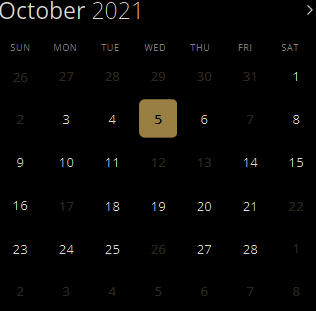 October 2021 >
SUN MON TUE WED THU FRI SAT
26 27 28 29 30 31 1
2 3 4 5 6 7 8
9 10 11 12 13 14 15
16 17 18 19 20 21 22
23 24 25 26 27 28 1
2 3 4 5 6 7 8